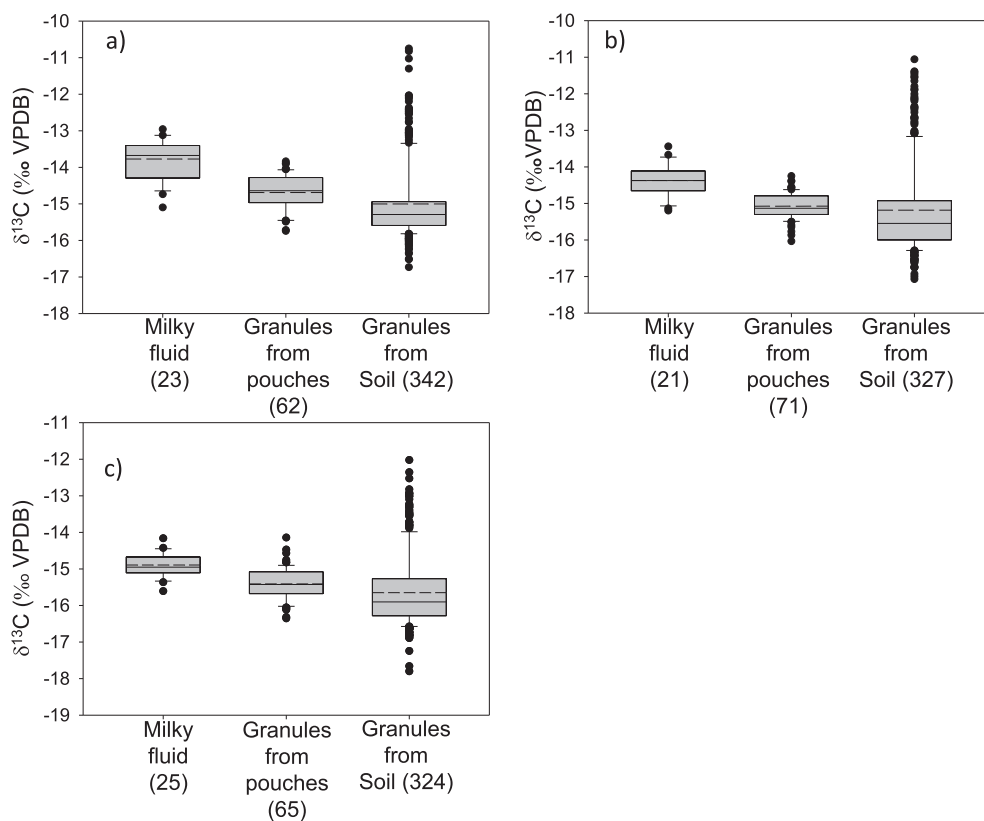 a)
δ13C (‰ VPDB)
-10
-11
-12
-13
-14
-15
-16
-17
-18
Milky
fluid
(23)
Granules
from
pouches
(62)
Granules
from
Soil (342)
b)
δ13C (‰VPDB)
-10
-11
-12
-13
-14
-15
-16
-17
-18
Milky
fluid
(21)
Granules
from
pouches
(71)
Granules
from
Soil (327)
c)
δ13C (‰ VPDB)
-11
-12
-13
-14
-15
-16
-17
-18
-19
Milky
fluid
(25)
Granules
from
pouches
(65)
Granules
from
Soil (324)